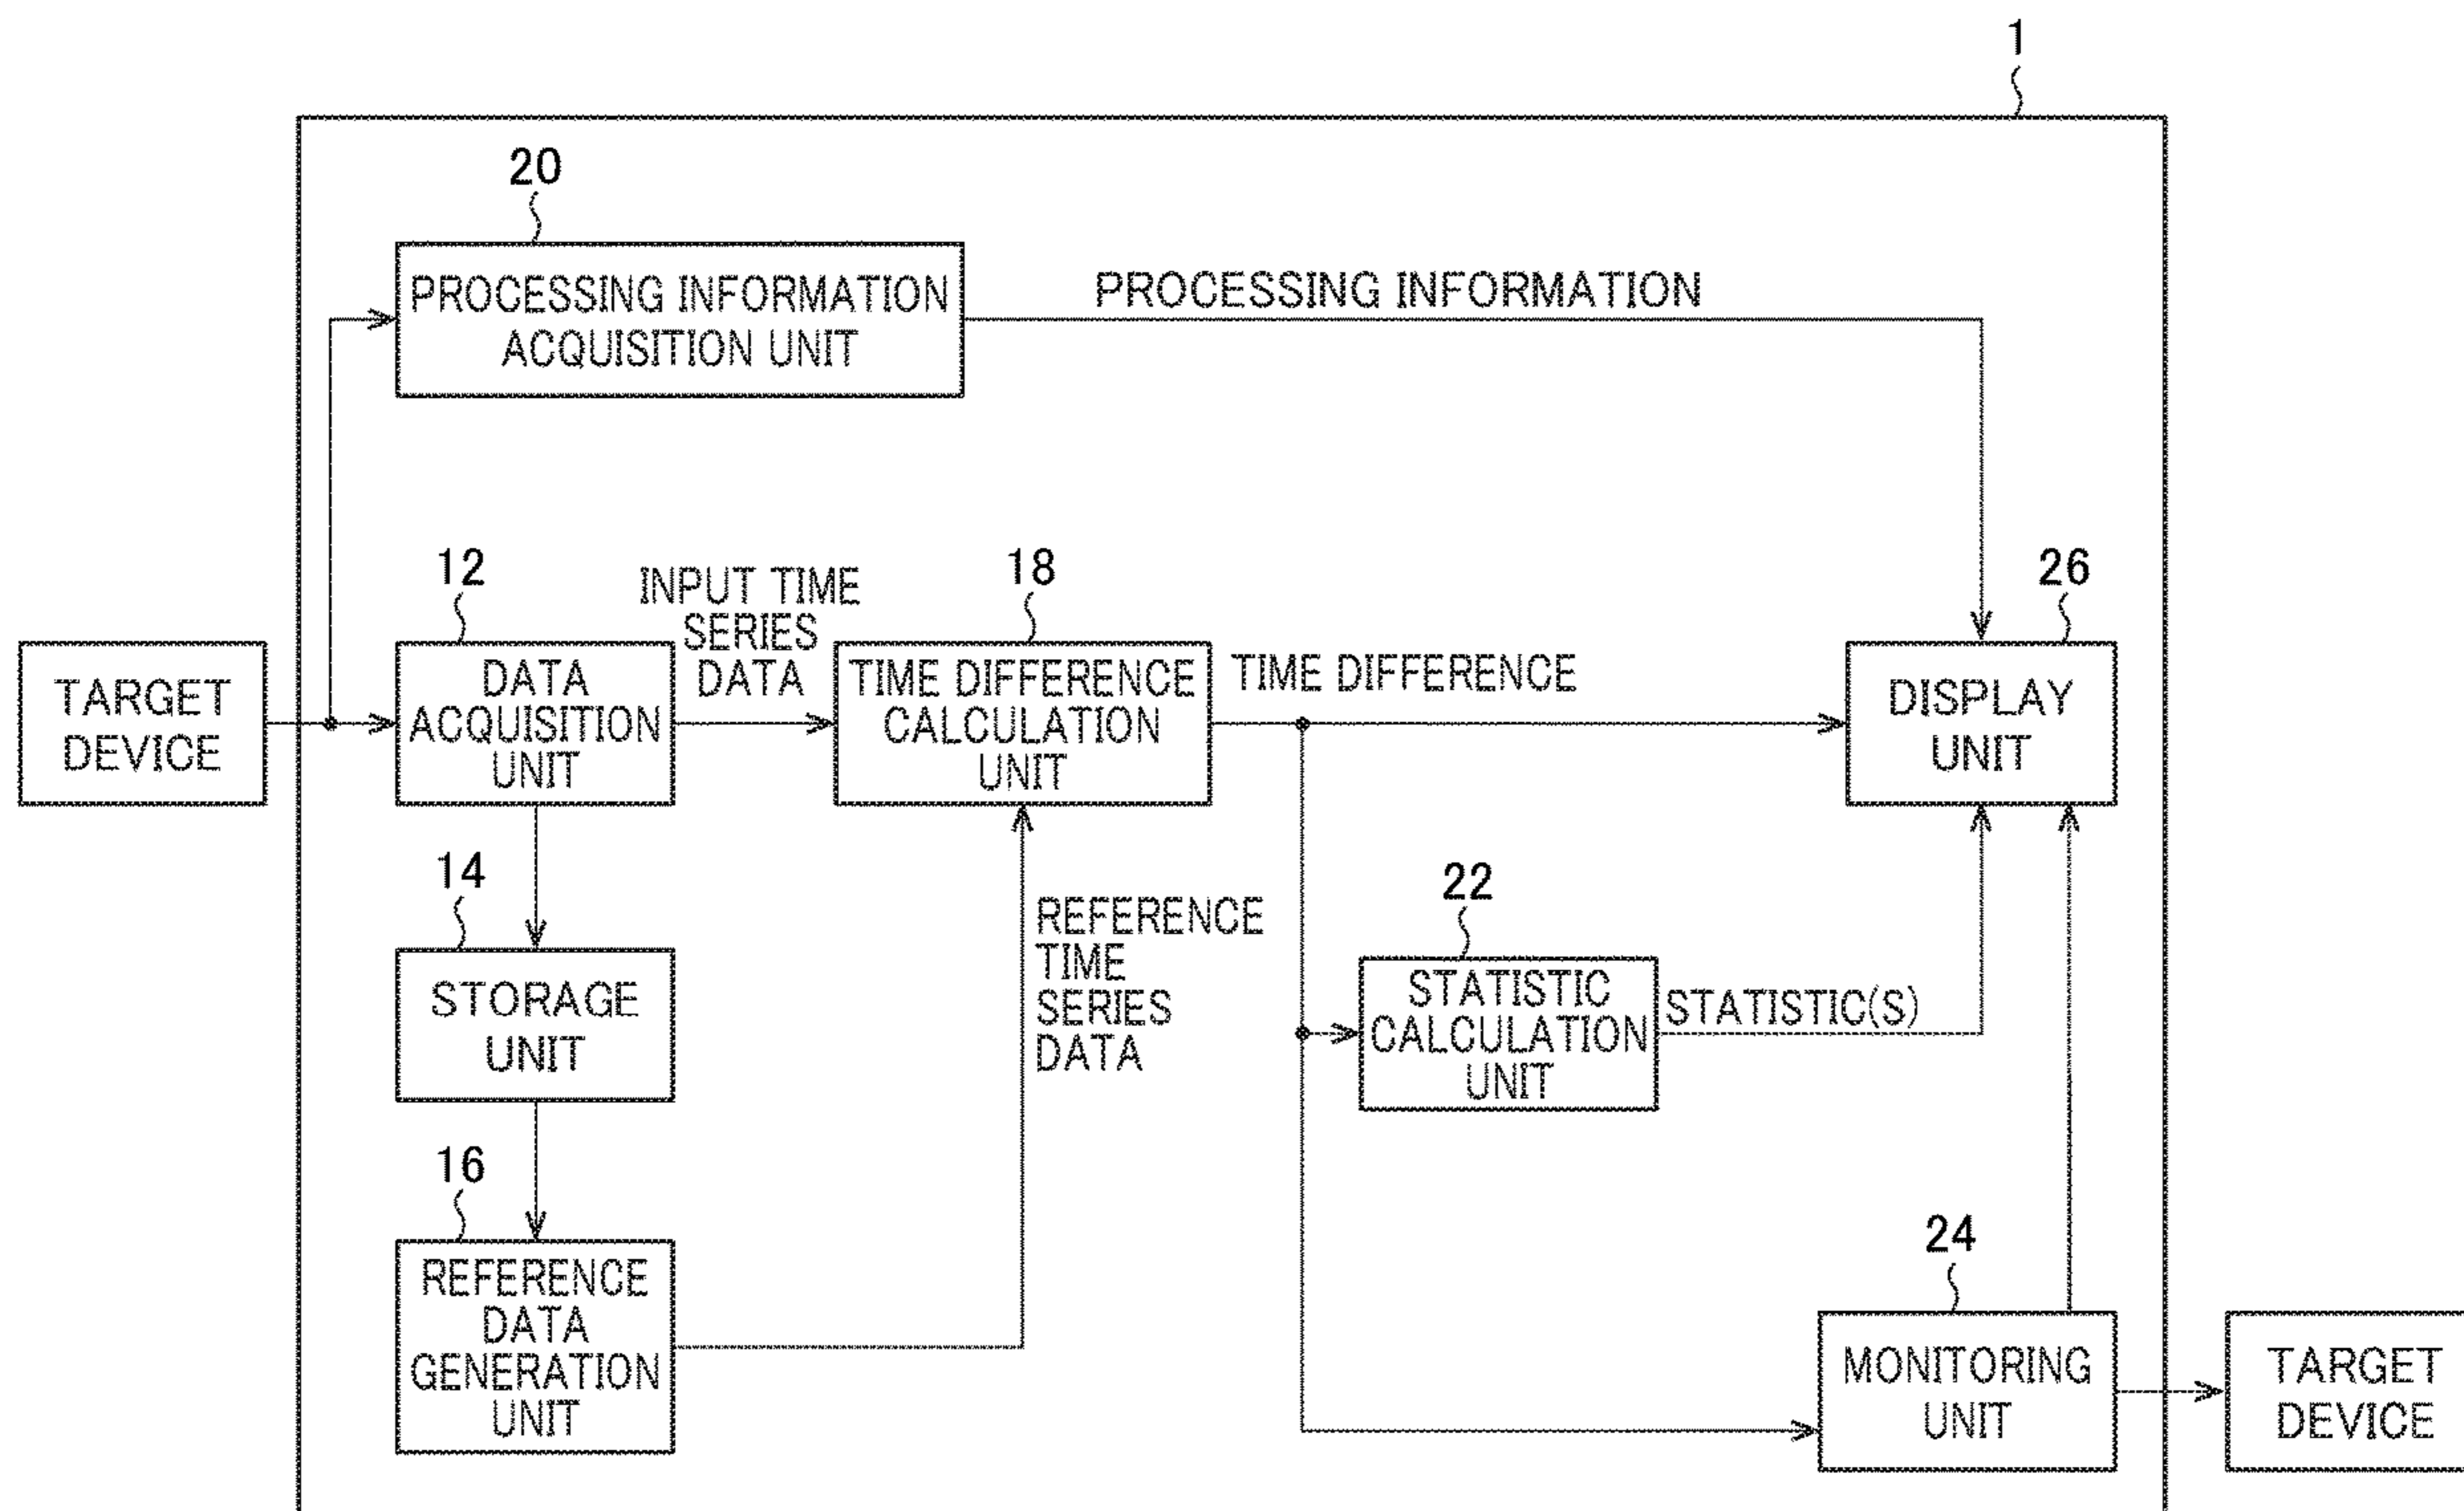 1
20
PROCESSING INFORMATION
ACQUISITION UNIT
PROCESSING INFORMATION
TARGET
DEVICE
12
DATA
ACQUISITION
UNIT
INPUT TIME
SERIES
DATA
18
TIME DIFFERENCE
CALCULATION
UNIT
TIME DIFFERENCE
26
DISPLAY
UNIT
14
STORAGE
UNIT
REFERENCE
TIME
SERIES
DATA
22
STATISTIC
CALCULATION
UNIT
STATISTIC(S)
16
REFERENCE
DATA
GENERATION
UNIT
24
MONITORING
UNIT
TARGET
DEVICE